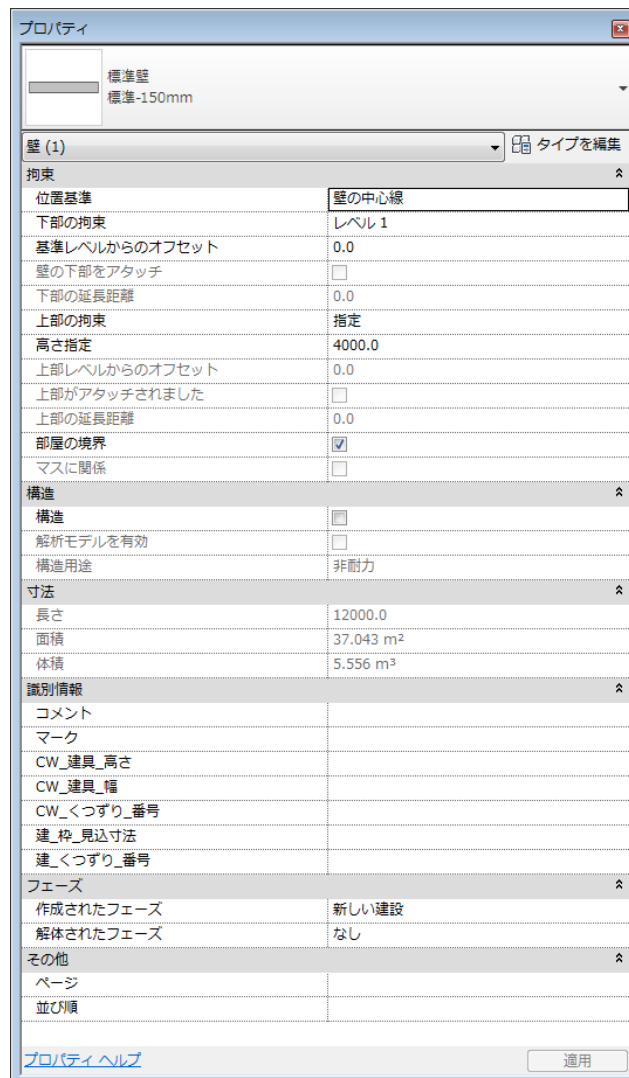 プロパティ
標準壁
標準-150mm
壁 (1)
タイプを編集
拘束
位置基準 壁の中心線
下部の拘束 レベル 1
基準レベルからのオフセット 0.0
壁の下部をアタッチ
下部の延長距離 0.0
上部の拘束 指定
高さ指定 4000.0
上部レベルからのオフセット 0.0
上部がアタッチされました
上部の延長距離 0.0
部屋の境界
マスに関係
構造
構造
解析モデルを有効
構造用途 非耐力
寸法
長さ 12000.0
面積 37.043 m²
体積 5.556 m³
識別情報
コメント
マーク
CW_建具_高さ
CW_建具_幅
CW_くつずり_番号
建_枠_見込寸法
建_くつずり_番号
フェーズ
作成されたフェーズ 新しい建設
解体されたフェーズ なし
その他
ページ
並び順
プロパティ ヘルプ
適用